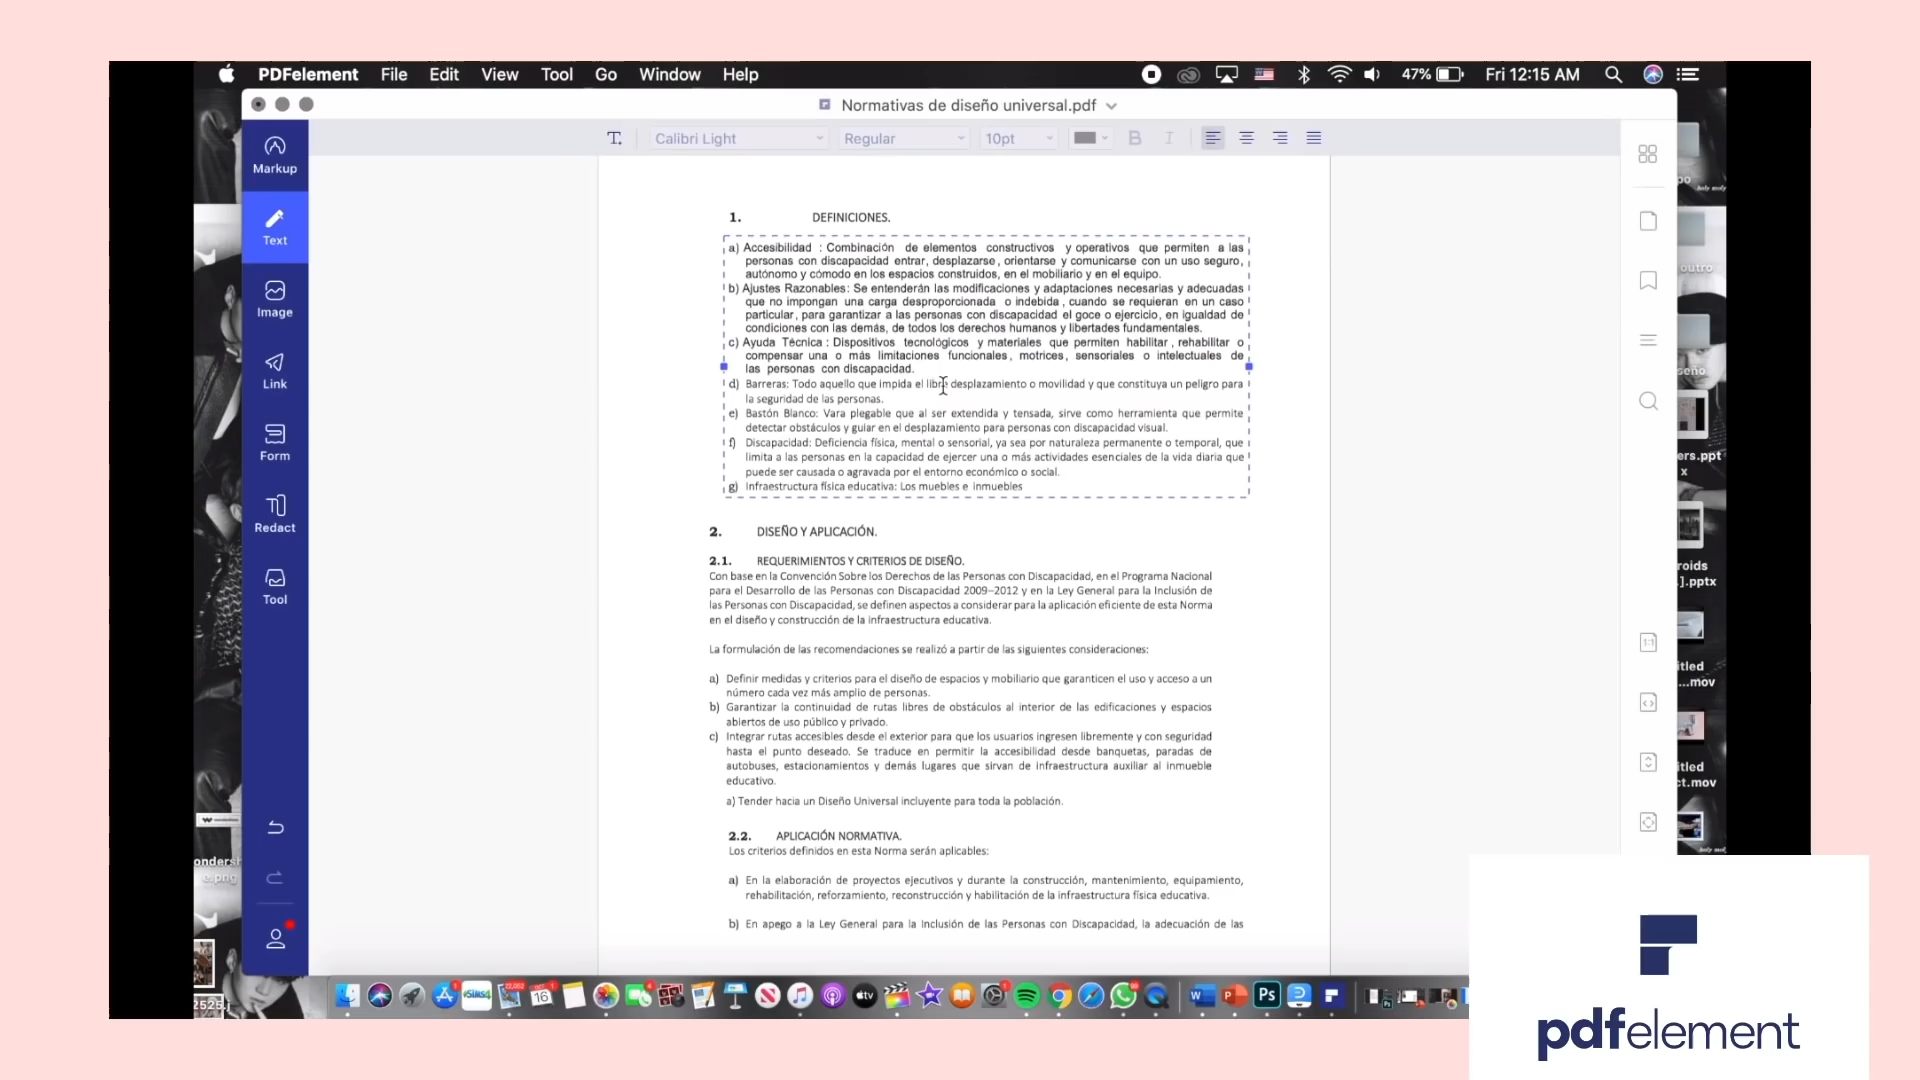 PDFelement File Edit View Tool Go Window Help 47% Fri 12:15 AM
Normativas de diseño universal.pdf
Calibri Light Regular 10pt B I
Markup
Text
Image
Link
Form
Redact
Tool
1. DEFINICIONES.
a) Accesibilidad : Combinación de elementos constructivos y operativos que permiten a las
personas con discapacidad entrar, desplazarse, orientarse y comunicarse con un uso seguro,
autónomo y cómodo en los espacios construidos, en el mobiliario y en el equipo.
b) Ajustes Razonables: Se entenderán las modificaciones y adaptaciones necesarias y adecuadas
que no impongan una carga desproporcionada o indebida, cuando se requieran en un caso
particular, para garantizar a las personas con discapacidad el goce o ejercicio, en igualdad de
condiciones con las demás, de todos los derechos humanos y libertades fundamentales.
c) Ayuda Técnica : Dispositivos tecnológicos y materiales que permiten habilitar, rehabilitar o
compensar una o más limitaciones funcionales, motrices, sensoriales o intelectuales de
las personas con discapacidad.
d) Barreras: Todo aquello que impida el libre desplazamiento o movilidad y que constituya un peligro para
la seguridad de las personas.
e) Bastón Blanco: Vara plegable que al ser extendida y tensada, sirve como herramienta que permite
detectar obstáculos y guiar en el desplazamiento para personas con discapacidad visual.
f) Discapacidad: Deficiencia física, mental o sensorial, ya sea por naturaleza permanente o temporal, que
limita a las personas en la capacidad de ejercer una o más actividades esenciales de la vida diaria que
puede ser causada o agravada por el entorno económico o social.
g) Infraestructura física educativa: Los muebles e inmuebles
2. DISEÑO Y APLICACIÓN.
2.1. REQUERIMIENTOS Y CRITERIOS DE DISEÑO.
Con base en la Convención Sobre los Derechos de las Personas con Discapacidad, en el Programa Nacional
para el Desarrollo de las Personas con Discapacidad 2009–2012 y en la Ley General para la Inclusión de
las Personas con Discapacidad, se definen aspectos a considerar para la aplicación eficiente de esta Norma
en el diseño y construcción de la infraestructura educativa.
La formulación de las recomendaciones se realizó a partir de las siguientes consideraciones:
a) Definir medidas y criterios para el diseño de espacios y mobiliario que garanticen el uso y acceso a un
número cada vez más amplio de personas.
b) Garantizar la continuidad de rutas libres de obstáculos al interior de las edificaciones y espacios
abiertos de uso público y privado.
c) Integrar rutas accesibles desde el exterior para que los usuarios ingresen libremente y con seguridad
hasta el punto deseado. Se traduce en permitir la accesibilidad desde banquetas, paradas de
autobuses, estacionamientos y demás lugares que sirvan de infraestructura auxiliar al inmueble
educativo.
a) Tender hacia un Diseño Universal incluyente para toda la población.
2.2. APLICACIÓN NORMATIVA.
Los criterios definidos en esta Norma serán aplicables:
a) En la elaboración de proyectos ejecutivos y durante la construcción, mantenimiento, equipamiento,
rehabilitación, reforzamiento, reconstrucción y habilitación de la infraestructura física educativa.
b) En apego a la Ley General para la Inclusión de las Personas con Discapacidad, la adecuación de las
po
outro
seño
ers.ppt
x
roids
].pptx
itled
...mov
itled
ct.mov
ondersh
e.png
2525.j
16
tv
W
P
Ps
1:1
pdfelement